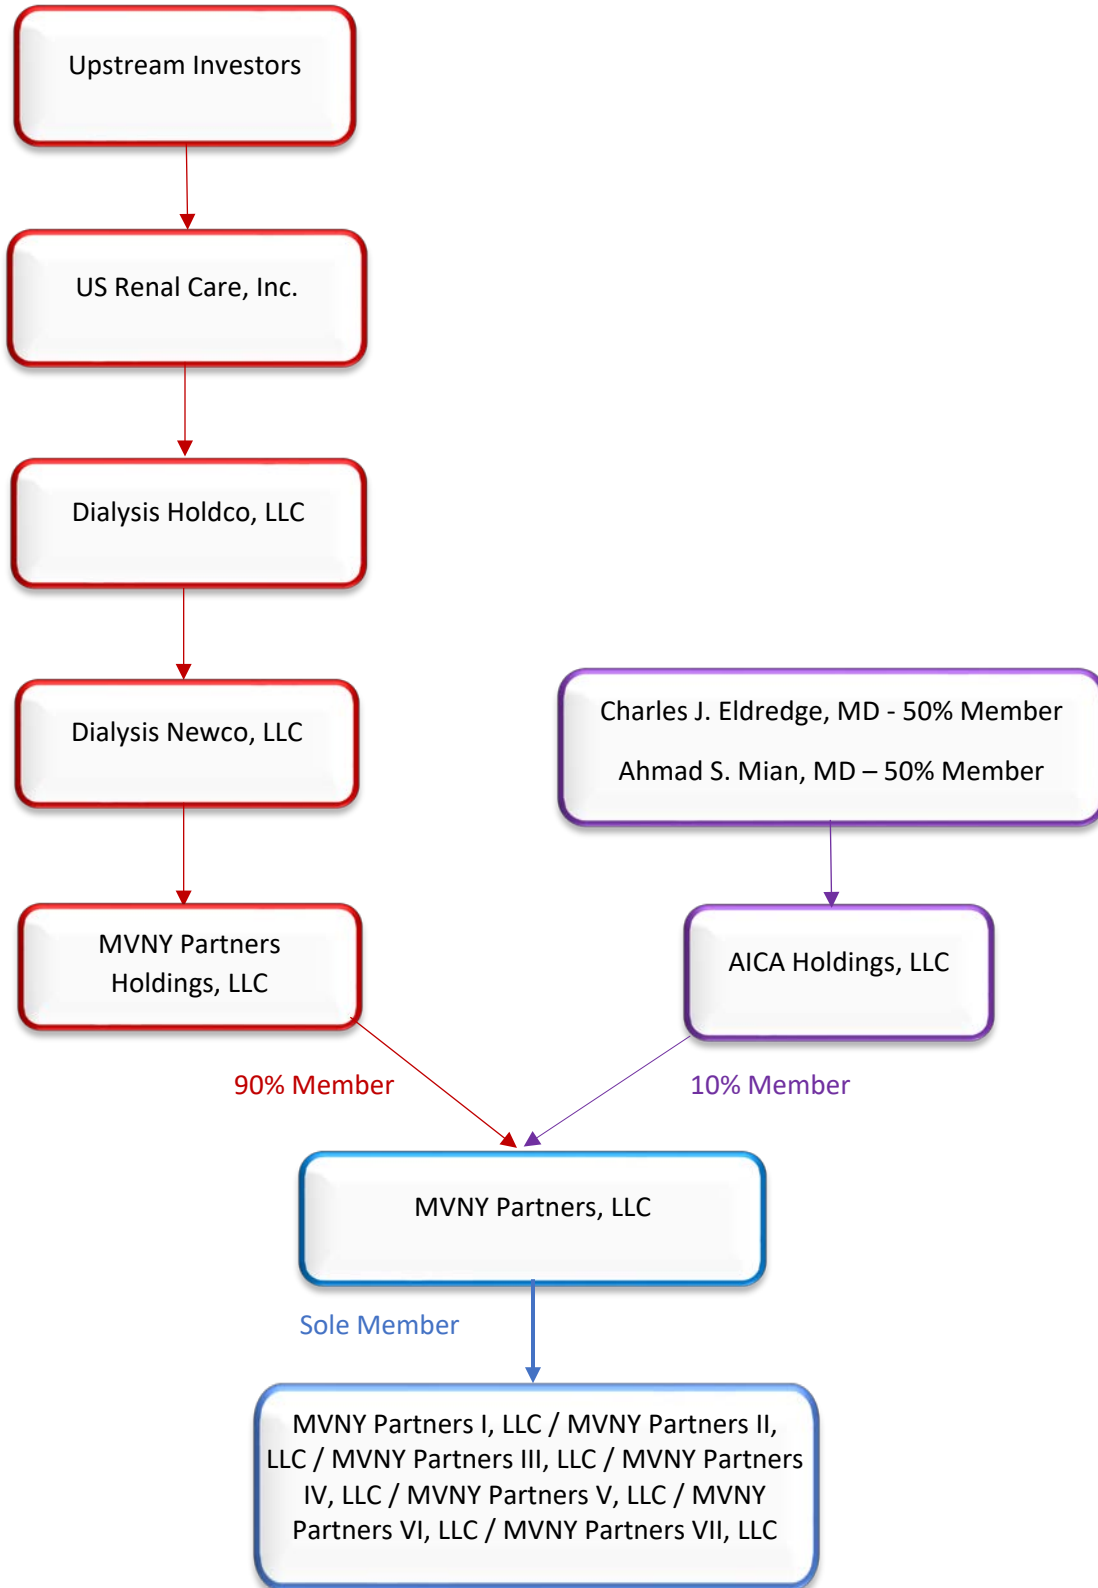 Upstream Investors
US Renal Care, Inc.
Dialysis Holdco, LLC
Dialysis Newco, LLC
Charles J. Eldredge, MD - 50% Member
Ahmad S. Mian, MD – 50% Member
MVNY Partners
Holdings, LLC
AICA Holdings, LLC
90% Member
10% Member
MVNY Partners, LLC
Sole Member
MVNY Partners I, LLC / MVNY Partners II,
LLC / MVNY Partners III, LLC / MVNY Partners
IV, LLC / MVNY Partners V, LLC / MVNY
Partners VI, LLC / MVNY Partners VII, LLC